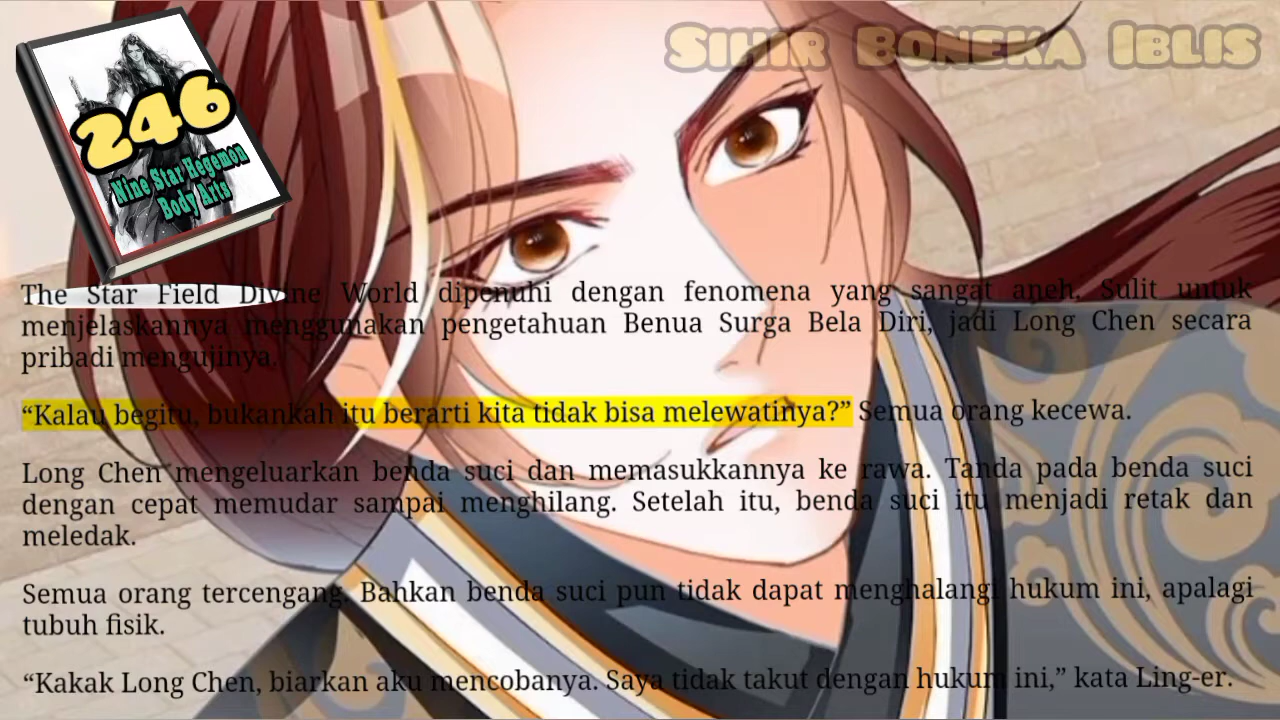 Sihir Boneka Iblis
246
Nine Star Hegemon
Body Arts
The Star Field Divine World dipenuhi dengan fenomena yang sangat aneh. Sulit untuk
menjelaskannya menggunakan pengetahuan Benua Surga Bela Diri, jadi Long Chen secara
pribadi mengujinya.
“Kalau begitu, bukankah itu berarti kita tidak bisa melewatinya?” Semua orang kecewa.
Long Chen mengeluarkan benda suci dan memasukkannya ke rawa. Tanda pada benda suci
dengan cepat memudar sampai menghilang. Setelah itu, benda suci itu menjadi retak dan
meledak.
Semua orang tercengang. Bahkan benda suci pun tidak dapat menghalangi hukum ini, apalagi
tubuh fisik.
“Kakak Long Chen, biarkan aku mencobanya. Saya tidak takut dengan hukum ini,” kata Ling-er.